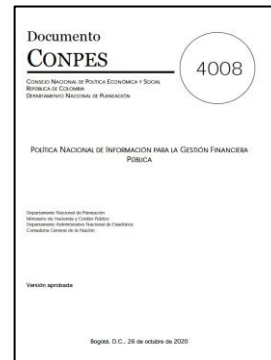 Documento
CONPES
4008
CONSEJO NACIONAL DE POLÍTICA ECONÓMICA Y SOCIAL
REPÚBLICA DE COLOMBIA
DEPARTAMENTO NACIONAL DE PLANEACIÓN
POLÍTICA NACIONAL DE INFORMACIÓN PARA LA GESTIÓN FINANCIERA
PÚBLICA
Departamento Nacional de Planeación
Ministerio de Hacienda y Crédito Público
Departamento Administrativo Nacional de Estadística
Contaduría General de la Nación
Versión aprobada
Bogotá, D.C., 26 de octubre de 2020